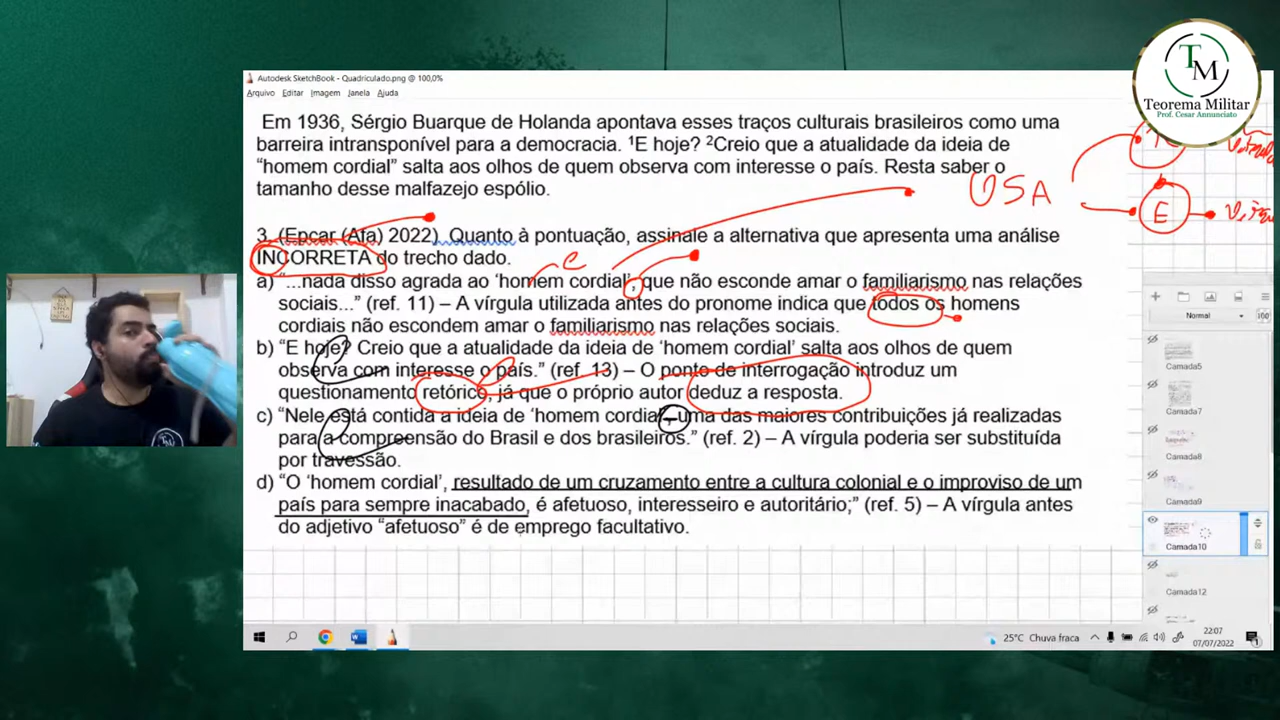 Autodesk SketchBook - Quadriculado.png @ 100,0%
Arquivo Editar Imagem Janela Ajuda
TM
Teorema Militar
Prof. Cesar Annunciato
Em 1936, Sérgio Buarque de Holanda apontava esses traços culturais brasileiros como uma
barreira intransponível para a democracia. ¹E hoje? ²Creio que a atualidade da ideia de
“homem cordial” salta aos olhos de quem observa com interesse o país. Resta saber o
tamanho desse malfazejo espólio.
OSA
E
3. (Epcar (Afa) 2022). Quanto à pontuação, assinale a alternativa que apresenta uma análise
INCORRETA do trecho dado.
e
a) “...nada disso agrada ao ‘homem cordial’, que não esconde amar o familiarismo nas relações
sociais...” (ref. 11) – A vírgula utilizada antes do pronome indica que todos os homens
cordiais não escondem amar o familiarismo nas relações sociais.
b) “E hoje? Creio que a atualidade da ideia de ‘homem cordial’ salta aos olhos de quem
observa com interesse o país.” (ref. 13) – O ponto de interrogação introduz um
questionamento retórico, já que o próprio autor deduz a resposta.
c) “Nele está contida a ideia de ‘homem cordial’, uma das maiores contribuições já realizadas
para a compreensão do Brasil e dos brasileiros.” (ref. 2) – A vírgula poderia ser substituída
por travessão.
d) “O ‘homem cordial’, resultado de um cruzamento entre a cultura colonial e o improviso de um
país para sempre inacabado, é afetuoso, interesseiro e autoritário;” (ref. 5) – A vírgula antes
do adjetivo “afetuoso” é de emprego facultativo.
Normal
100
Camada5
Camada7
Camada8
Camada9
Camada10
Camada12
25°C Chuva fraca
22:07
07/07/2022